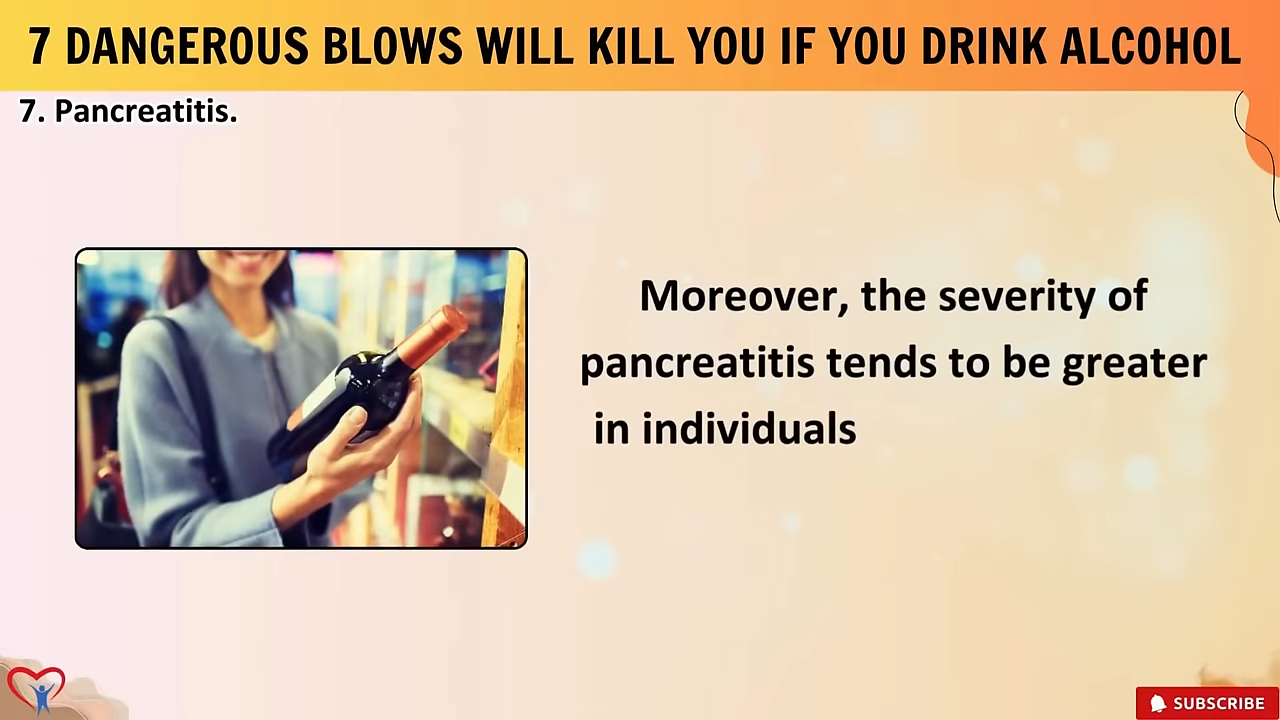 7 DANGEROUS BLOWS WILL KILL YOU IF YOU DRINK ALCOHOL
7. Pancreatitis.
Moreover, the severity of
pancreatitis tends to be greater
in individuals
SUBSCRIBE